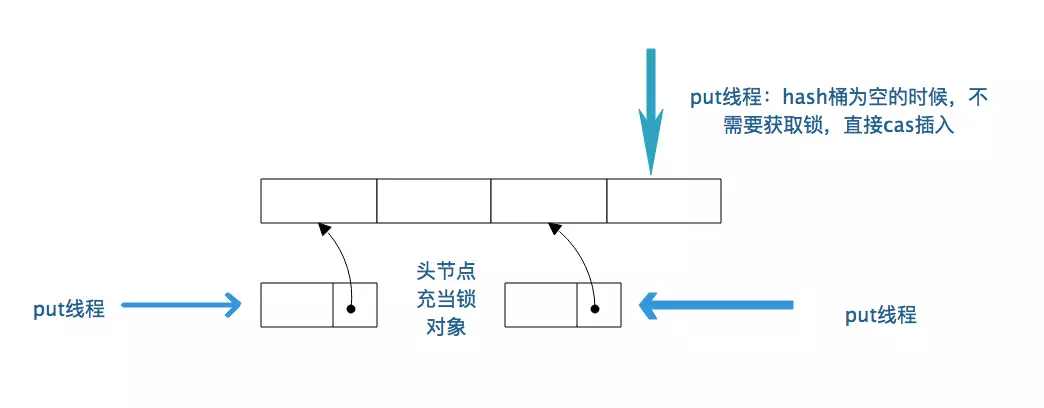 put线程：hash桶为空的时候，不
需要获取锁，直接cas插入
头节点
充当锁
对象
put线程
put线程